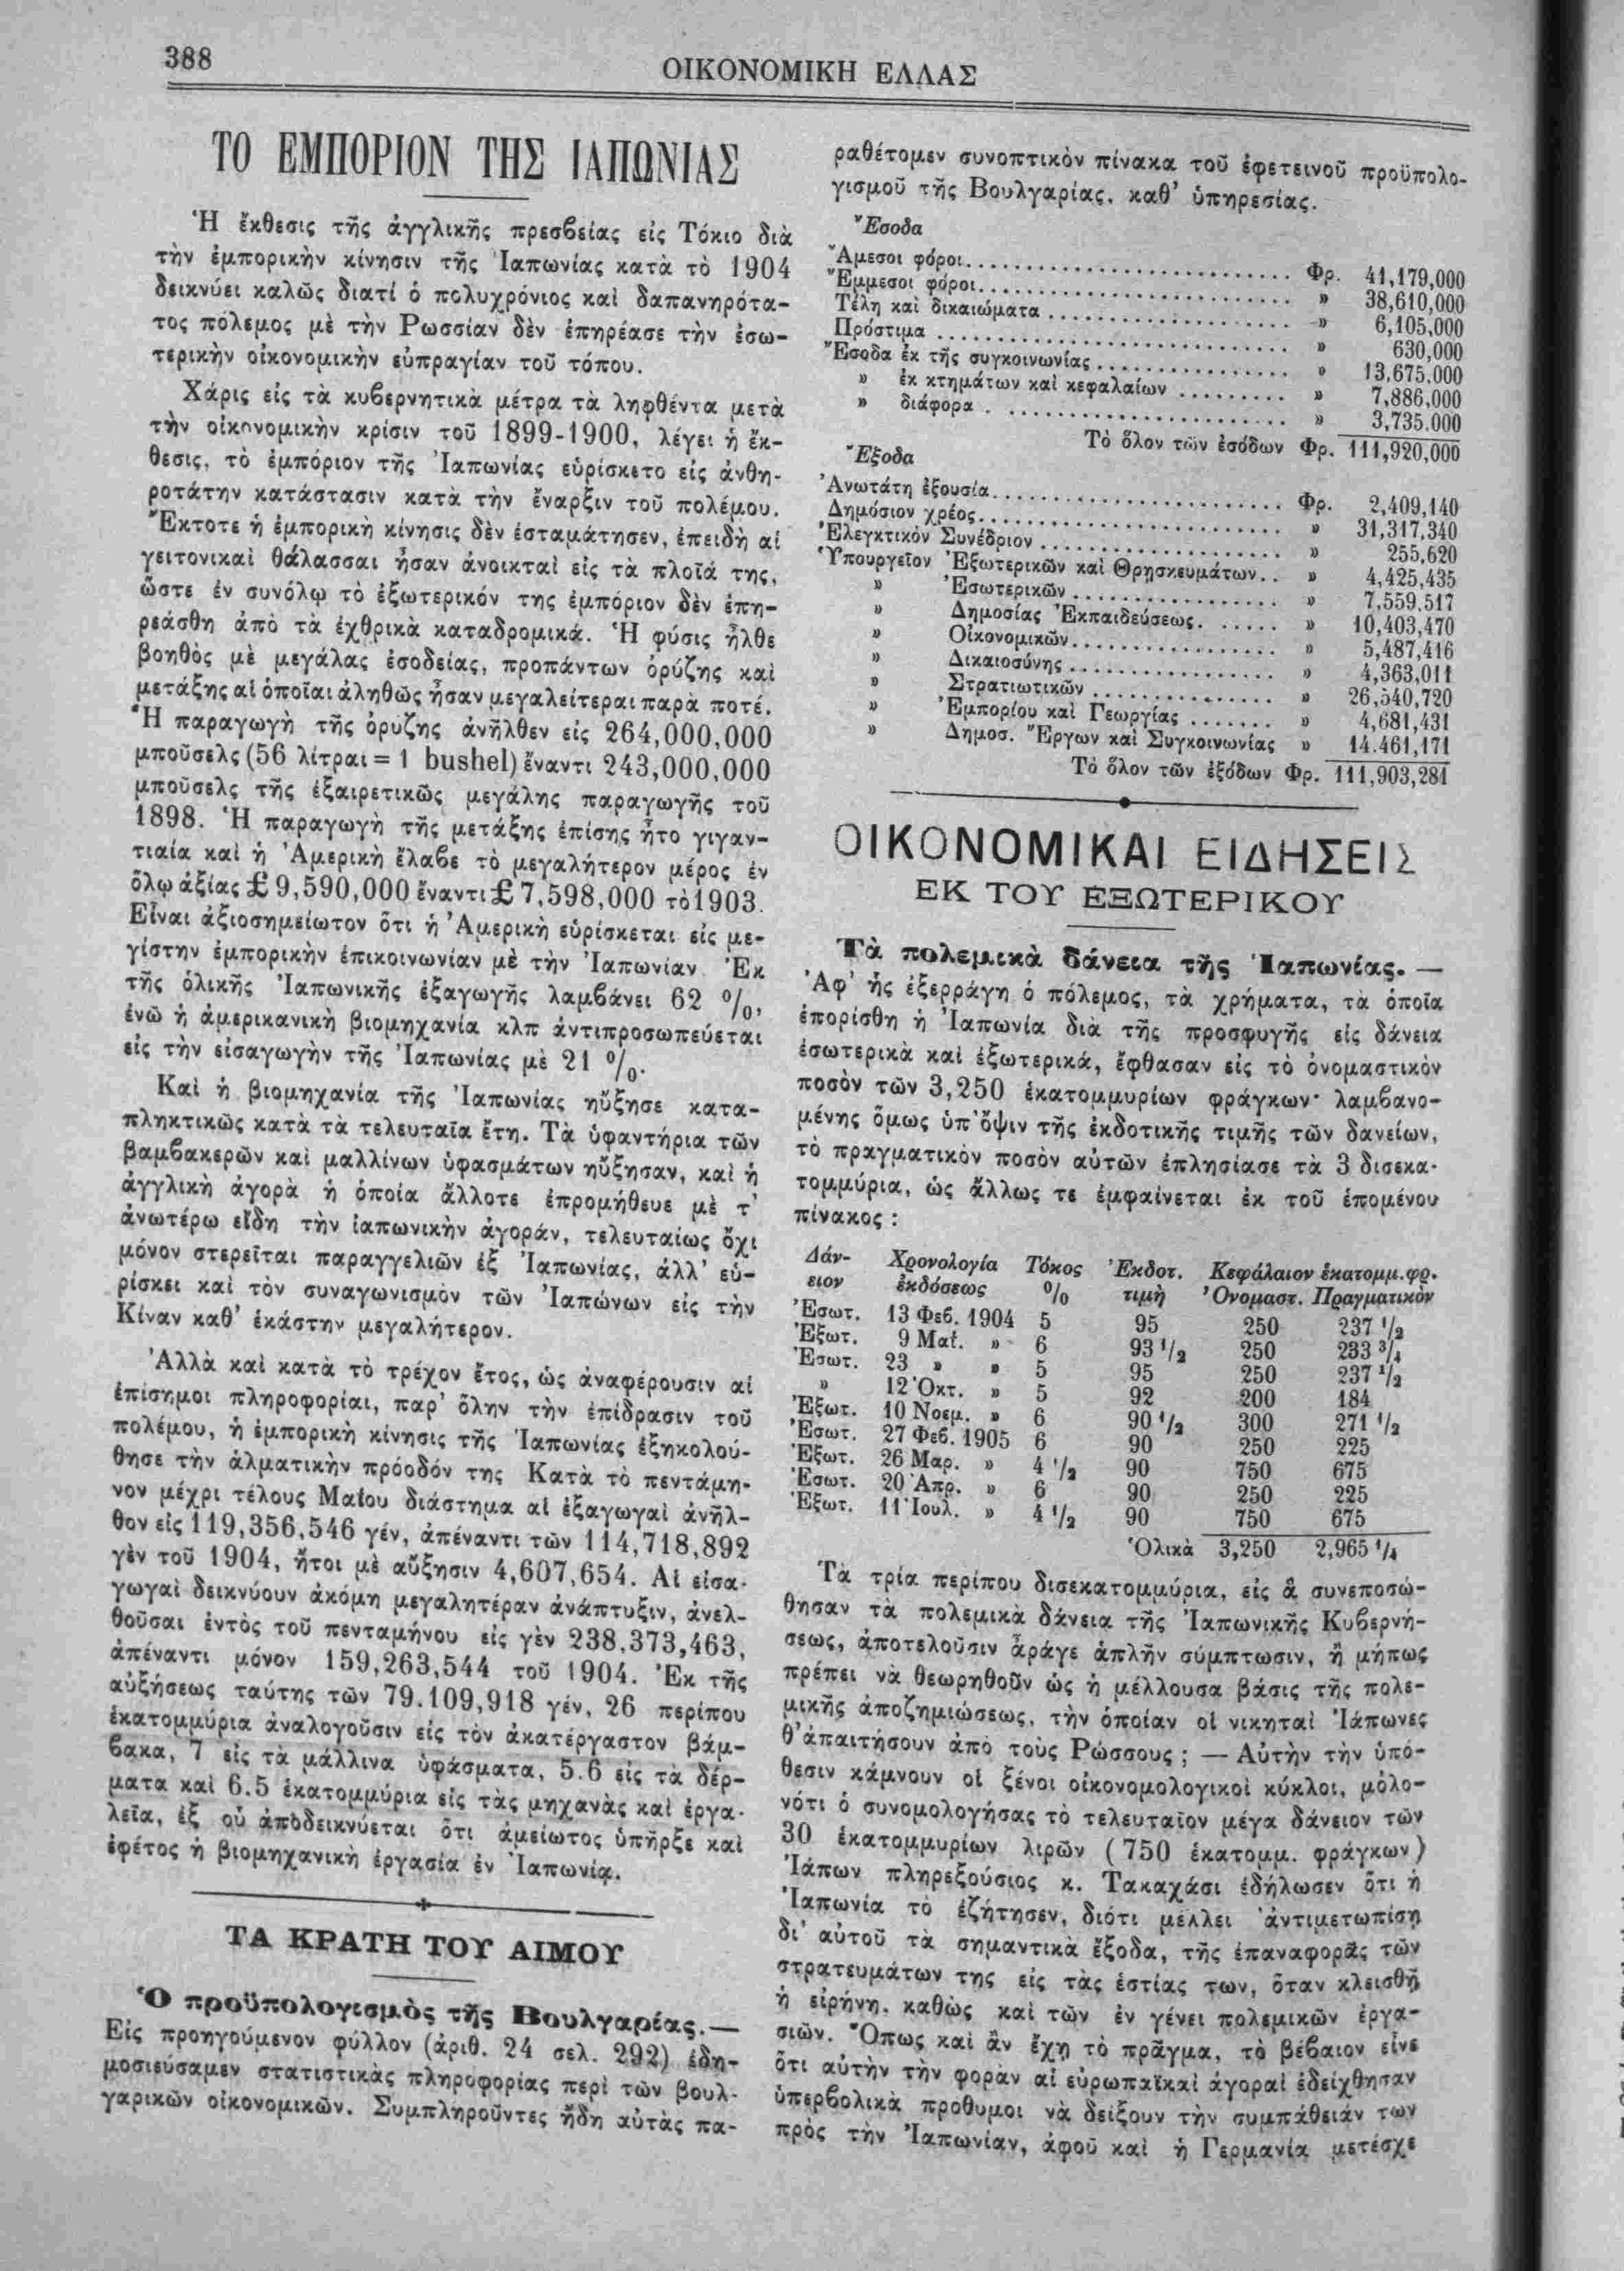 388
ΟΙΚΟΝΟΜΙΚΗ ΕΛΛΑΣ
ΤΟ ΕΜΠΟΡΙΟΝ ΤΗΣ ΙΑΠΩΝΙΑΣ
Ἡ ἔκθεσις τῆς ἀγγλικῆς πρεσβείας εἰς Τόκιο διὰ
τὴν ἐμπορικὴν κίνησιν τῆς Ἰαπωνίας κατὰ τὸ 1904
δεικνύει καλῶς διατί ὁ πολυχρόνιος καὶ δαπανηρότα-
τος πόλεμος μὲ τὴν Ρωσσίαν δὲν ἐπηρέασε τὴν ἐσω-
τερικὴν οἰκονομικὴν εὐπραγίαν τοῦ τόπου.
Χάρις εἰς τὰ κυβερνητικὰ μέτρα τὰ ληφθέντα μετὰ
τὴν οἰκονομικὴν κρίσιν τοῦ 1899-1900, λέγει ἡ ἔκ-
θεσις, τὸ ἐμπόριον τῆς Ἰαπωνίας εὑρίσκετο εἰς ἀνθη-
ροτάτην κατάστασιν κατὰ τὴν ἔναρξιν τοῦ πολέμου.
Ἔκτοτε ἡ ἐμπορικὴ κίνησις δὲν ἐσταμάτησεν, ἐπειδὴ αἱ
γειτονικαὶ θάλασσαι ἦσαν ἀνοικταὶ εἰς τὰ πλοῖά της,
ὥστε ἐν συνόλῳ τὸ ἐξωτερικόν της ἐμπόριον δὲν ἐπη-
ρεάσθη ἀπὸ τὰ ἐχθρικὰ καταδρομικά. Ἡ φύσις ἦλθε
βοηθὸς μὲ μεγάλας ἐσοδείας, προπάντων ὀρύζης καὶ
μετάξης αἱ ὁποῖαι ἀληθῶς ἦσαν μεγαλείτεραι παρὰ ποτέ.
Ἡ παραγωγὴ τῆς ὀρύζης ἀνῆλθεν εἰς 264,000,000
μποῦσελς (56 λίτραι = 1 bushel) ἔναντι 243,000,000
μποῦσελς τῆς ἐξαιρετικῶς μεγάλης παραγωγῆς τοῦ
1898. Ἡ παραγωγὴ τῆς μετάξης ἐπίσης ἦτο γιγαν-
τιαία καὶ ἡ Ἀμερικὴ ἔλαβε τὸ μεγαλήτερον μέρος ἐν
ὅλῳ ἀξίας £ 9,590,000 ἔναντι £ 7,598,000 τὸ 1903.
Εἶναι ἀξιοσημείωτον ὅτι ἡ Ἀμερικὴ εὑρίσκεται εἰς με-
γίστην ἐμπορικὴν ἐπικοινωνίαν μὲ τὴν Ἰαπωνίαν. Ἐκ
τῆς ὁλικῆς Ἰαπωνικῆς ἐξαγωγῆς λαμβάνει 62 %,
ἐνῶ ἡ ἀμερικανικὴ βιομηχανία κλπ ἀντιπροσωπεύεται
εἰς τὴν εἰσαγωγὴν τῆς Ἰαπωνίας μὲ 21 %.
Καὶ ἡ βιομηχανία τῆς Ἰαπωνίας ηὔξησε κατα-
πληκτικῶς κατὰ τὰ τελευταῖα ἔτη. Τὰ ὑφαντήρια τῶν
βαμβακερῶν καὶ μαλλίνων ὑφασμάτων ηὔξησαν, καὶ ἡ
ἀγγλικὴ ἀγορὰ ἡ ὁποία ἄλλοτε ἐπρομήθευε μὲ τ'
ἀνωτέρω εἴδη τὴν ἰαπωνικὴν ἀγοράν, τελευταίως ὄχι
μόνον στερεῖται παραγγελιῶν ἐξ Ἰαπωνίας, ἀλλ' εὑ-
ρίσκει καὶ τὸν συναγωνισμὸν τῶν Ἰαπώνων εἰς τὴν
Κίναν καθ' ἑκάστην μεγαλήτερον.
Ἀλλὰ καὶ κατὰ τὸ τρέχον ἔτος, ὡς ἀναφέρουσιν αἱ
ἐπίσημοι πληροφορίαι, παρ' ὅλην τὴν ἐπίδρασιν τοῦ
πολέμου, ἡ ἐμπορικὴ κίνησις τῆς Ἰαπωνίας ἐξηκολού-
θησε τὴν ἁλματικὴν πρόοδόν της Κατὰ τὸ πεντάμη-
νον μέχρι τέλους Μαΐου διάστημα αἱ ἐξαγωγαὶ ἀνῆλ-
θον εἰς 119,356,546 γέν, ἀπέναντι τῶν 114,718,892
γὲν τοῦ 1904, ἤτοι μὲ αὔξησιν 4,607,654. Αἱ εἰσα-
γωγαὶ δεικνύουν ἀκόμη μεγαλητέραν ἀνάπτυξιν, ἀνελ-
θοῦσαι ἐντὸς τοῦ πενταμήνου εἰς γὲν 238,373,463,
ἀπέναντι μόνον 159,263,544 τοῦ 1904. Ἐκ τῆς
αὐξήσεως ταύτης τῶν 79.109,918 γέν, 26 περίπου
ἑκατομμύρια ἀναλογοῦσιν εἰς τὸν ἀκατέργαστον βάμ-
βακα, 7 εἰς τὰ μάλλινα ὑφάσματα, 5.6 εἰς τὰ δέρ-
ματα καὶ 6.5 ἑκατομμύρια εἰς τὰς μηχανὰς καὶ ἐργα-
λεῖα, ἐξ οὗ ἀποδεικνύεται ὅτι ἀμείωτος ὑπῆρξε καὶ
ἐφέτος ἡ βιομηχανικὴ ἐργασία ἐν Ἰαπωνίᾳ.
ΤΑ ΚΡΑΤΗ ΤΟΥ ΑΙΜΟΥ
Ὁ προϋπολογισμὸς τῆς Βουλγαρίας.—
Εἰς προηγούμενον φύλλον (ἀριθ. 24 σελ. 292) ἐδη-
μοσιεύσαμεν στατιστικὰς πληροφορίας περὶ τῶν βουλ-
γαρικῶν οἰκονομικῶν. Συμπληροῦντες ἤδη αὐτὰς πα-
ραθέτομεν συνοπτικὸν πίνακα τοῦ ἐφετεινοῦ προϋπολο-
γισμοῦ τῆς Βουλγαρίας, καθ' ὑπηρεσίας.
Ἔσοδα
Ἄμεσοι φόροι ........ Φρ. 41,179,000
Ἔμμεσοι φόροι ........ » 38,610,000
Τέλη καὶ δικαιώματα ........ » 6,105,000
Πρόστιμα ........ » 630,000
Ἔσοδα ἐκ τῆς συγκοινωνίας ........ » 13,675,000
» ἐκ κτημάτων καὶ κεφαλαίων ........ » 7,886,000
» διάφορα ........ » 3,735,000
Τὸ ὅλον τῶν ἐσόδων Φρ. 111,920,000
Ἔξοδα
Ἀνωτάτη ἐξουσία ........ Φρ. 2,409,140
Δημόσιον χρέος ........ » 31,317,340
Ἐλεγκτικὸν Συνέδριον ........ » 255,620
Ὑπουργεῖον Ἐξωτερικῶν καὶ Θρησκευμάτων .. » 4,425,435
» Ἐσωτερικῶν ........ » 7,559,517
» Δημοσίας Ἐκπαιδεύσεως ........ » 10,403,470
» Οἰκονομικῶν ........ » 5,487,416
» Δικαιοσύνης ........ » 4,363,011
» Στρατιωτικῶν ........ » 26,540,720
» Ἐμπορίου καὶ Γεωργίας ....... » 4,681,431
» Δημοσ. Ἔργων καὶ Συγκοινωνίας » 14.461,171
Τὸ ὅλον τῶν ἐξόδων Φρ. 111,903,281
ΟΙΚΟΝΟΜΙΚΑΙ ΕΙΔΗΣΕΙΣ
ΕΚ ΤΟΥ ΕΞΩΤΕΡΙΚΟΥ
Τὰ πολεμικὰ δάνεια τῆς Ἰαπωνίας. —
Ἀφ' ἧς ἐξερράγη ὁ πόλεμος, τὰ χρήματα, τὰ ὁποῖα
ἐπορίσθη ἡ Ἰαπωνία διὰ τῆς προσφυγῆς εἰς δάνεια
ἐσωτερικὰ καὶ ἐξωτερικά, ἔφθασαν εἰς τὸ ὀνομαστικὸν
ποσὸν τῶν 3,250 ἑκατομμυρίων φράγκων· λαμβανο-
μένης ὅμως ὑπ' ὄψιν τῆς ἐκδοτικῆς τιμῆς τῶν δανείων,
τὸ πραγματικὸν ποσὸν αὐτῶν ἐπλησίασε τὰ 3 δισεκα-
τομμύρια, ὡς ἄλλως τε ἐμφαίνεται ἐκ τοῦ ἑπομένου
πίνακος :
Δάν- Χρονολογία Τόκος Ἐκδοτ. Κεφάλαιον ἑκατομμ.φρ.
ειον ἐκδόσεως % τιμὴ Ὀνομαστ. Πραγματικὸν
Ἐσωτ. 13 Φεβ. 1904 5 95 250 237 1/2
Ἐξωτ. 9 Μαΐ. » 6 93 1/2 250 233 3/4
Ἐσωτ. 23 » » 5 95 250 237 1/2
» 12 Ὀκτ. » 5 92 200 184
Ἐξωτ. 10 Νοεμ. » 6 90 1/2 300 271 1/2
Ἐσωτ. 27 Φεβ. 1905 6 90 250 225
Ἐξωτ. 26 Μαρ. » 4 1/2 90 750 675
Ἐσωτ. 20 Ἀπρ. » 6 90 250 225
Ἐξωτ. 11 Ἰουλ. » 4 1/2 90 750 675
Ὁλικὰ 3,250 2,965 1/4
Τὰ τρία περίπου δισεκατομμύρια, εἰς ἃ συνεποσώ-
θησαν τὰ πολεμικὰ δάνεια τῆς Ἰαπωνικῆς Κυβερνή-
σεως, ἀποτελοῦσιν ἆράγε ἁπλῆν σύμπτωσιν, ἢ μήπως
πρέπει νὰ θεωρηθοῦν ὡς ἡ μέλλουσα βάσις τῆς πολε-
μικῆς ἀποζημιώσεως, τὴν ὁποίαν οἱ νικηταὶ Ἰάπωνες
θ' ἀπαιτήσουν ἀπὸ τοὺς Ρώσσους ; — Αὐτὴν τὴν ὑπό-
θεσιν κάμνουν οἱ ξένοι οἰκονομολογικοὶ κύκλοι, μόλο-
νότι ὁ συνομολογήσας τὸ τελευταῖον μέγα δάνειον τῶν
30 ἑκατομμυρίων λιρῶν (750 ἑκατομμ. φράγκων)
Ἰάπων πληρεξούσιος κ. Τακαχάσι ἐδήλωσεν ὅτι ἡ
Ἰαπωνία τὸ ἐζήτησεν, διότι μέλλει ἀντιμετωπίσῃ
δι' αὐτοῦ τὰ σημαντικὰ ἔξοδα, τῆς ἐπαναφορᾶς τῶν
στρατευμάτων της εἰς τὰς ἑστίας των, ὅταν κλεισθῇ
ἡ εἰρήνη, καθὼς καὶ τῶν ἐν γένει πολεμικῶν ἐργα-
σιῶν. Ὅπως καὶ ἂν ἔχῃ τὸ πρᾶγμα, τὸ βέβαιον εἶνε
ὅτι αὐτὴν τὴν φορὰν αἱ εὐρωπαϊκαὶ ἀγοραὶ ἐδείχθησαν
ὑπερβολικὰ πρόθυμοι νὰ δείξουν τὴν συμπάθειάν των
πρὸς τὴν Ἰαπωνίαν, ἀφοῦ καὶ ἡ Γερμανία μετέσχε